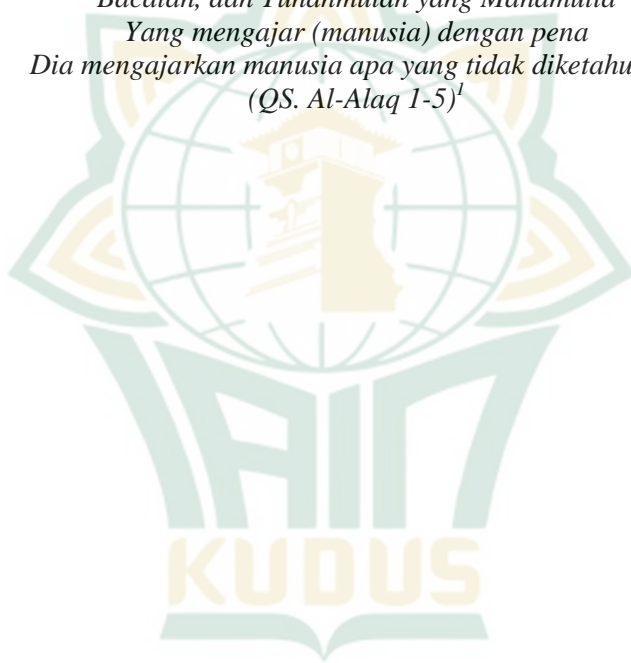 Bacalah, dan Tuhanmulah yang Mahamulia
Yang mengajar (manusia) dengan pena
Dia mengajarkan manusia apa yang tidak diketahu
(QS. Al-Alaq 1-5)¹
IAIN
KUDUS